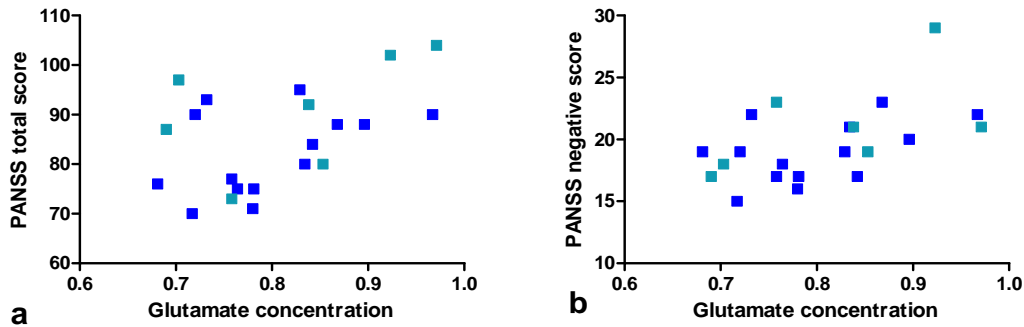 110
100
90
80
70
60
PANSS total score
0.6 0.7 0.8 0.9 1.0
Glutamate concentration
a
30
25
20
15
10
PANSS negative score
0.6 0.7 0.8 0.9 1.0
Glutamate concentration
b